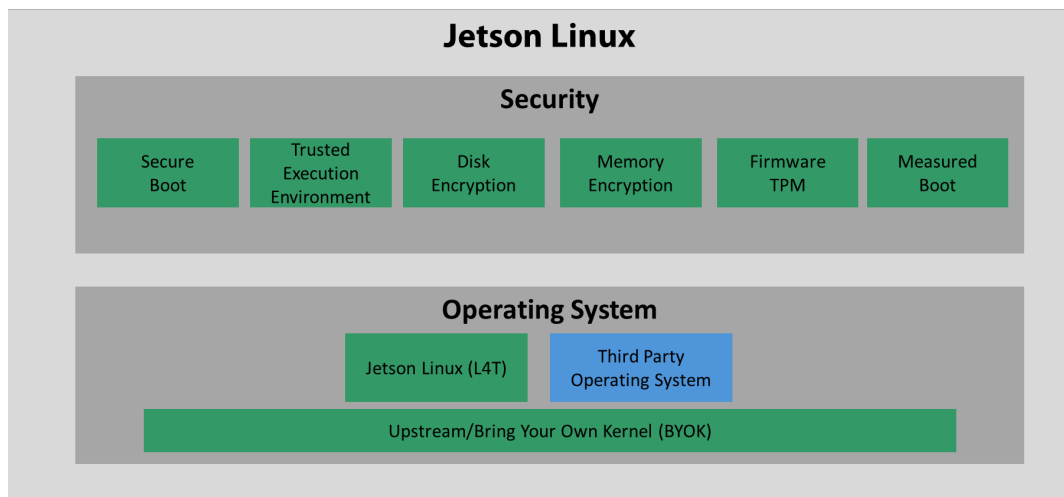 Jetson Linux
Security
Secure
Boot
Trusted
Execution
Environment
Disk
Encryption
Memory
Encryption
Firmware
TPM
Measured
Boot
Operating System
Jetson Linux (L4T)
Third Party
Operating System
Upstream/Bring Your Own Kernel (BYOK)